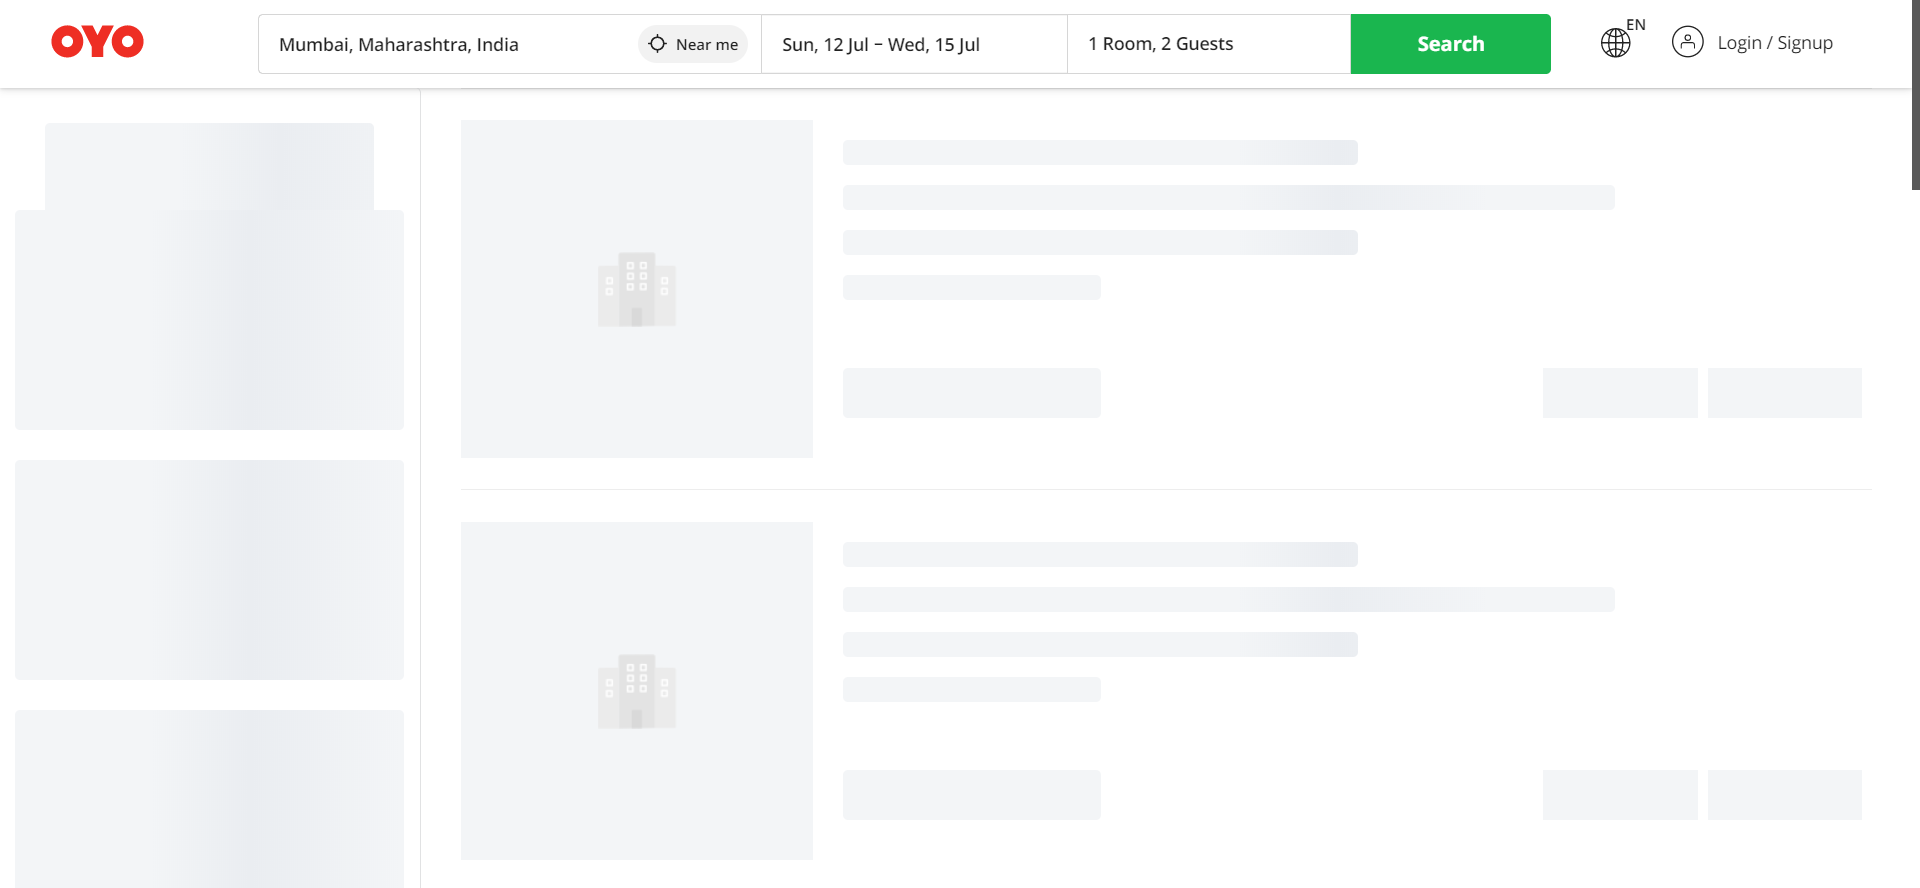 OYO
Mumbai, Maharashtra, India
Near me
Sun, 12 Jul – Wed, 15 Jul
1 Room, 2 Guests
Search
EN
Login / Signup